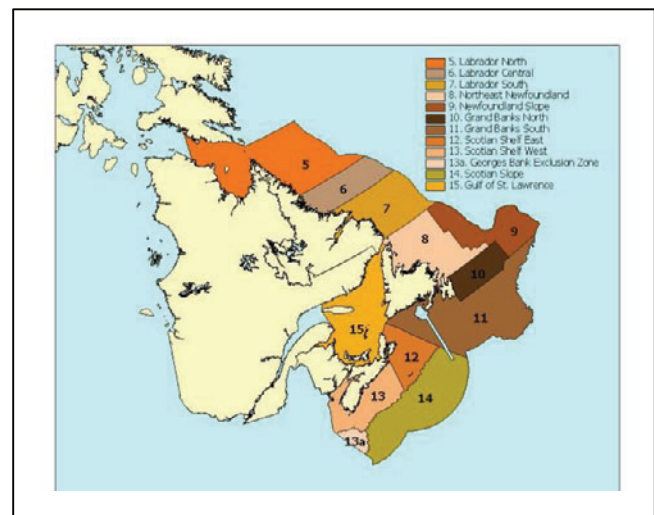 5. Labrador North
6. Labrador Central
7. Labrador South
8. Northeast Newfoundland
9. Newfoundland Slope
10. Grand Banks North
11. Grand Banks South
12. Scotian Shelf East
13. Scotian Shelf West
13a. Georges Bank Exclusion Zone
14. Scotian Slope
15. Gulf of St. Lawrence
5
6
7
8
9
10
11
15
12
13
14
13a